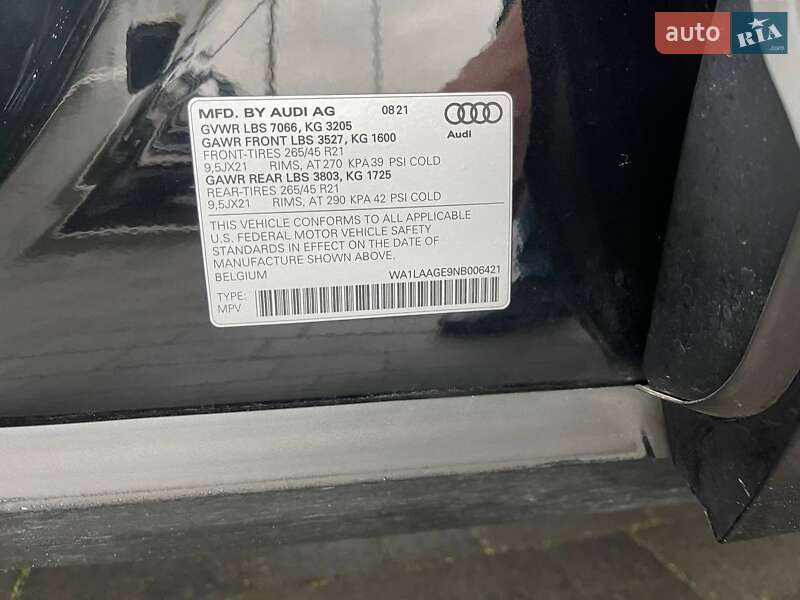 auto RIA
.com
MFD. BY AUDI AG 08 21
GVWR LBS 7066, KG 3205
GAWR FRONT LBS 3527, KG 1600
FRONT-TIRES 265/45 R21
9,5JX21 RIMS, AT 270 KPA 39 PSI COLD
GAWR REAR LBS 3803, KG 1725
REAR-TIRES 265/45 R21
9,5JX21 RIMS, AT 290 KPA 42 PSI COLD
Audi
THIS VEHICLE CONFORMS TO ALL APPLICABLE
U.S. FEDERAL MOTOR VEHICLE SAFETY
STANDARDS IN EFFECT ON THE DATE OF
MANUFACTURE SHOWN ABOVE.
BELGIUM WA1LAAGE9NB006421
TYPE:
MPV